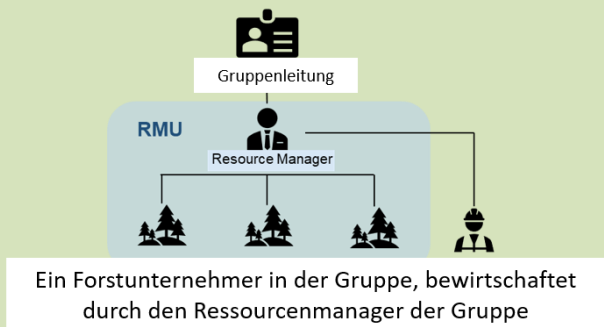 Gruppenleitung
RMU
Resource Manager
Ein Forstunternehmer in der Gruppe, bewirtschaftet
durch den Ressourcenmanager der Gruppe